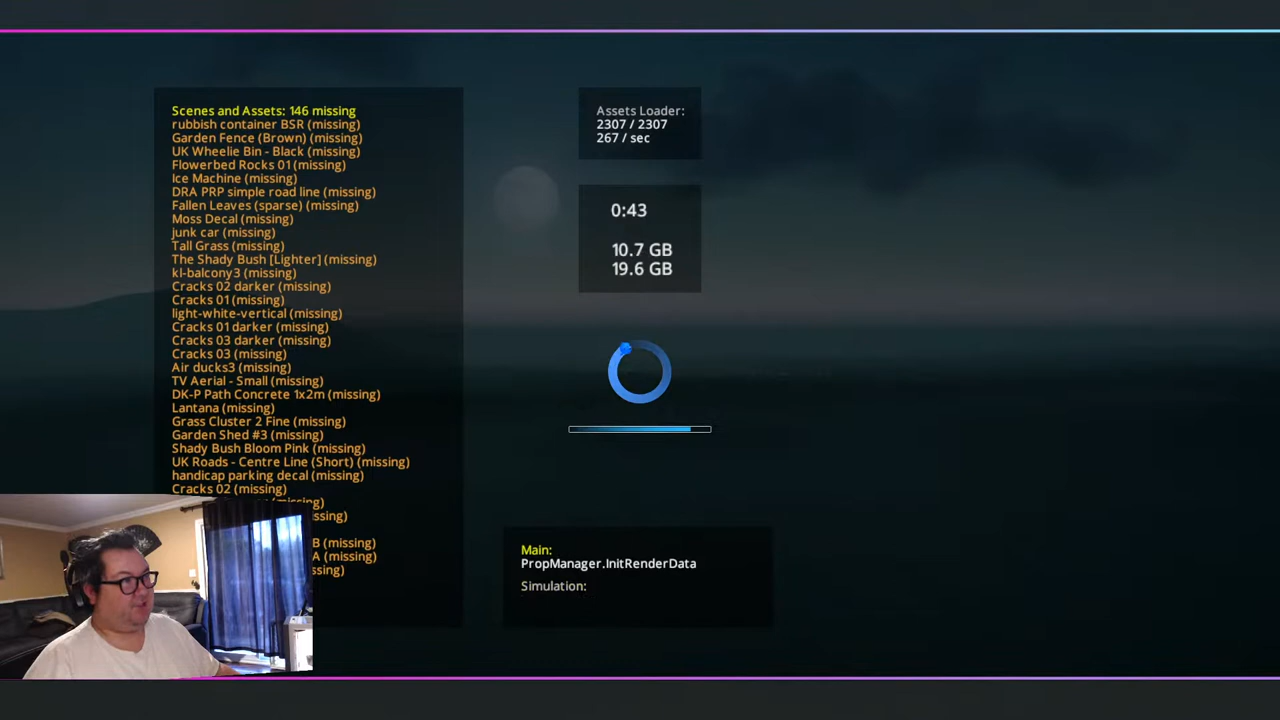 Scenes and Assets: 146 missing
rubbish container BSR (missing)
Garden Fence (Brown) (missing)
UK Wheelie Bin - Black (missing)
Flowerbed Rocks 01 (missing)
Ice Machine (missing)
DRA PRP simple road line (missing)
Fallen Leaves (sparse) (missing)
Moss Decal (missing)
junk car (missing)
Tall Grass (missing)
The Shady Bush [Lighter] (missing)
kl-balcony3 (missing)
Cracks 02 darker (missing)
Cracks 01 (missing)
light-white-vertical (missing)
Cracks 01 darker (missing)
Cracks 03 darker (missing)
Cracks 03 (missing)
Air ducks3 (missing)
TV Aerial - Small (missing)
DK-P Path Concrete 1x2m (missing)
Lantana (missing)
Grass Cluster 2 Fine (missing)
Garden Shed #3 (missing)
Shady Bush Bloom Pink (missing)
UK Roads - Centre Line (Short) (missing)
handicap parking decal (missing)
Cracks 02 (missing)
B (missing)
A (missing)
Assets Loader:
2307 / 2307
267 / sec
0:43
10.7 GB
19.6 GB
Main:
PropManager.InitRenderData
Simulation: